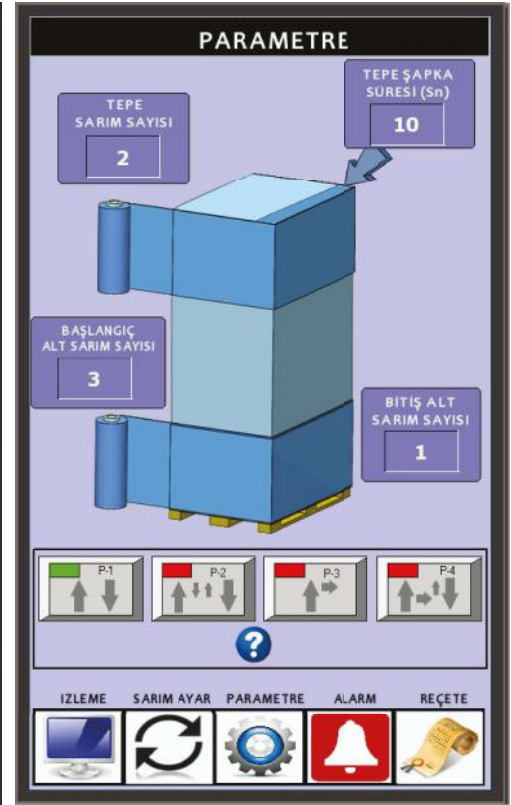 PARAMETRE
TEPE ŞAPKA
SÜRESİ (Sn)
10
TEPE
SARIM SAYISI
2
BAŞLANGIÇ
ALT SARIM SAYISI
3
BITIŞ ALT
SARIM SAYISI
1
P-1
P-2
P-3
P-4
?
IZLEME
SARIM AYAR
PARAMETRE
ALARM
REÇETE